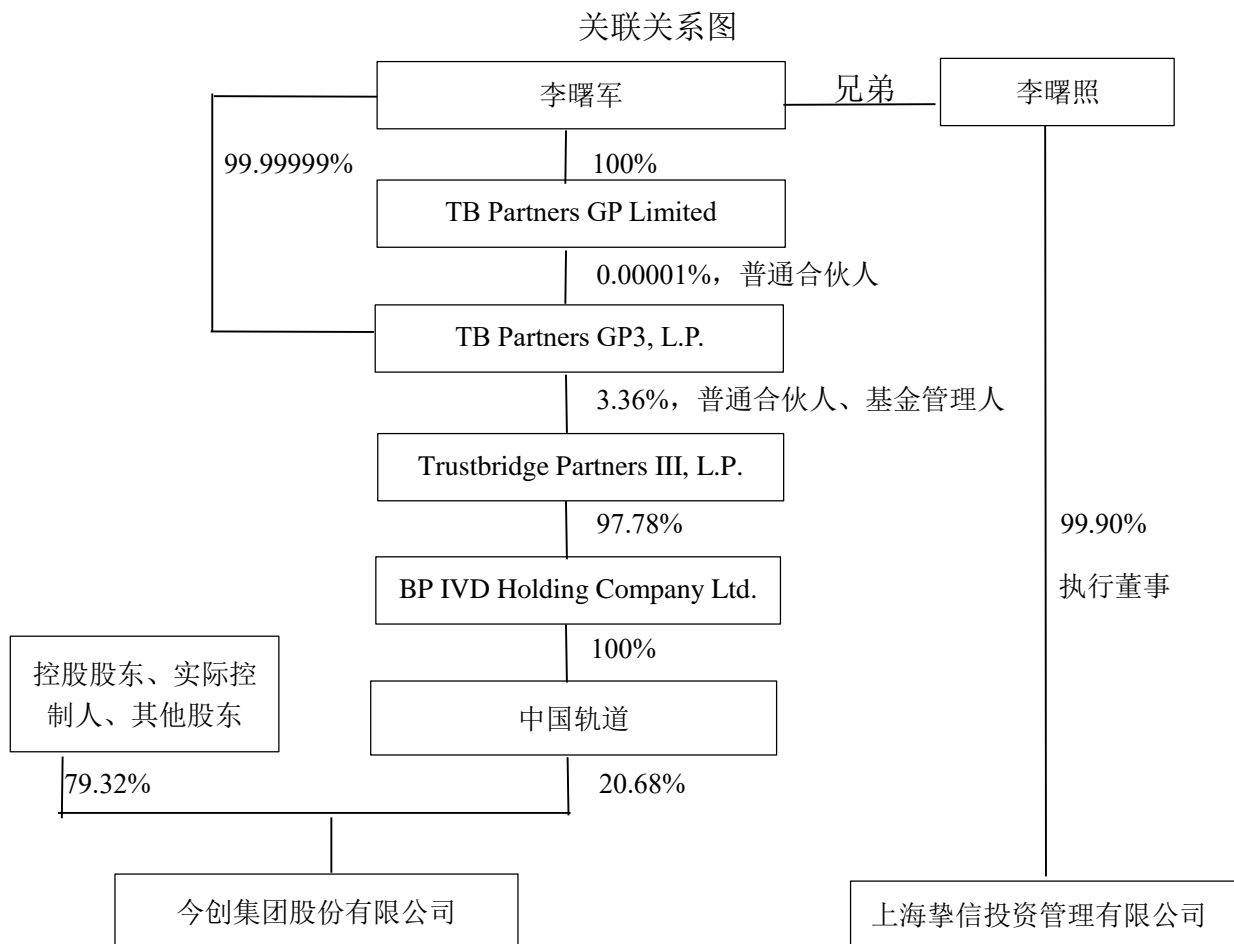 关联关系图
李曙军
兄弟
李曙照
99.99999%
100%
TB Partners GP Limited
0.00001%，普通合伙人
TB Partners GP3, L.P.
3.36%，普通合伙人、基金管理人
Trustbridge Partners III, L.P.
97.78%
99.90%
BP IVD Holding Company Ltd.
执行董事
100%
控股股东、实际控
制人、其他股东
中国轨道
79.32%
20.68%
今创集团股份有限公司
上海挚信投资管理有限公司